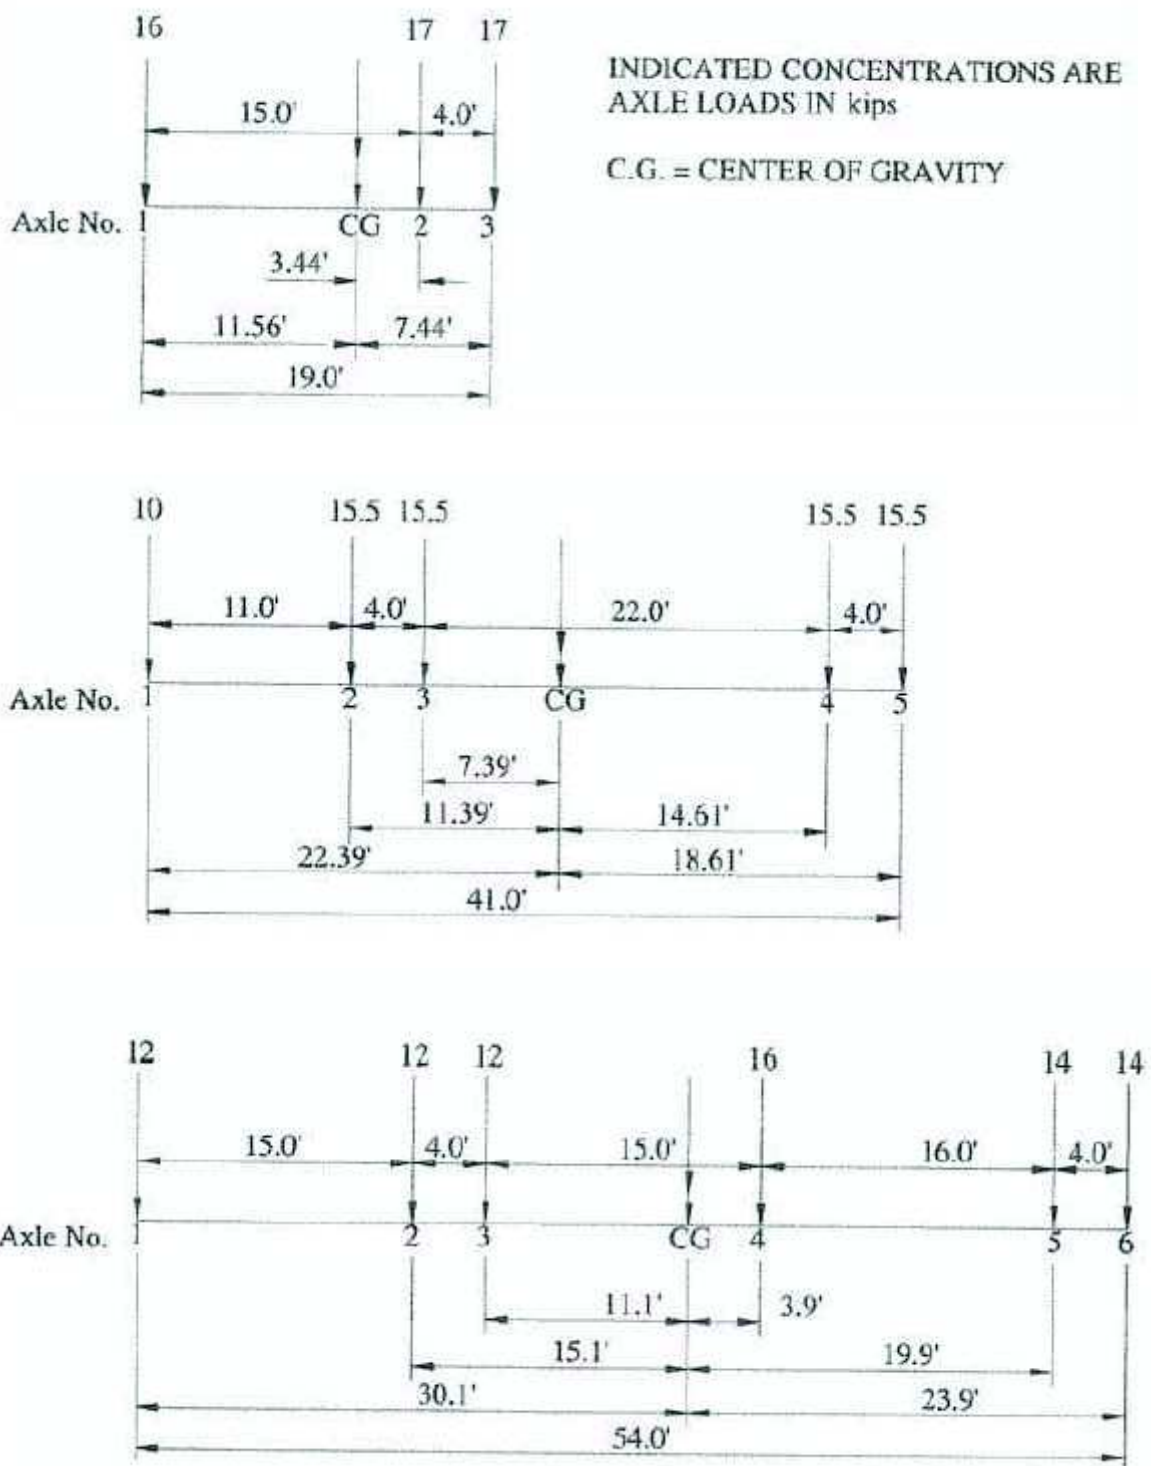 16 17 17
INDICATED CONCENTRATIONS ARE
AXLE LOADS IN kips
15.0' 4.0'
C.G. = CENTER OF GRAVITY
Axle No. 1 CG 2 3
3.44'
11.56' 7.44'
19.0'
10 15.5 15.5 15.5 15.5
11.0' 4.0' 22.0' 4.0'
Axle No. 1 2 3 CG 4 5
7.39'
11.39' 14.61'
22.39' 18.61'
41.0'
12 12 12 16 14 14
15.0' 4.0' 15.0' 16.0' 4.0'
Axle No. 1 2 3 CG 4 5 6
11.1' 3.9'
15.1' 19.9'
30.1' 23.9'
54.0'